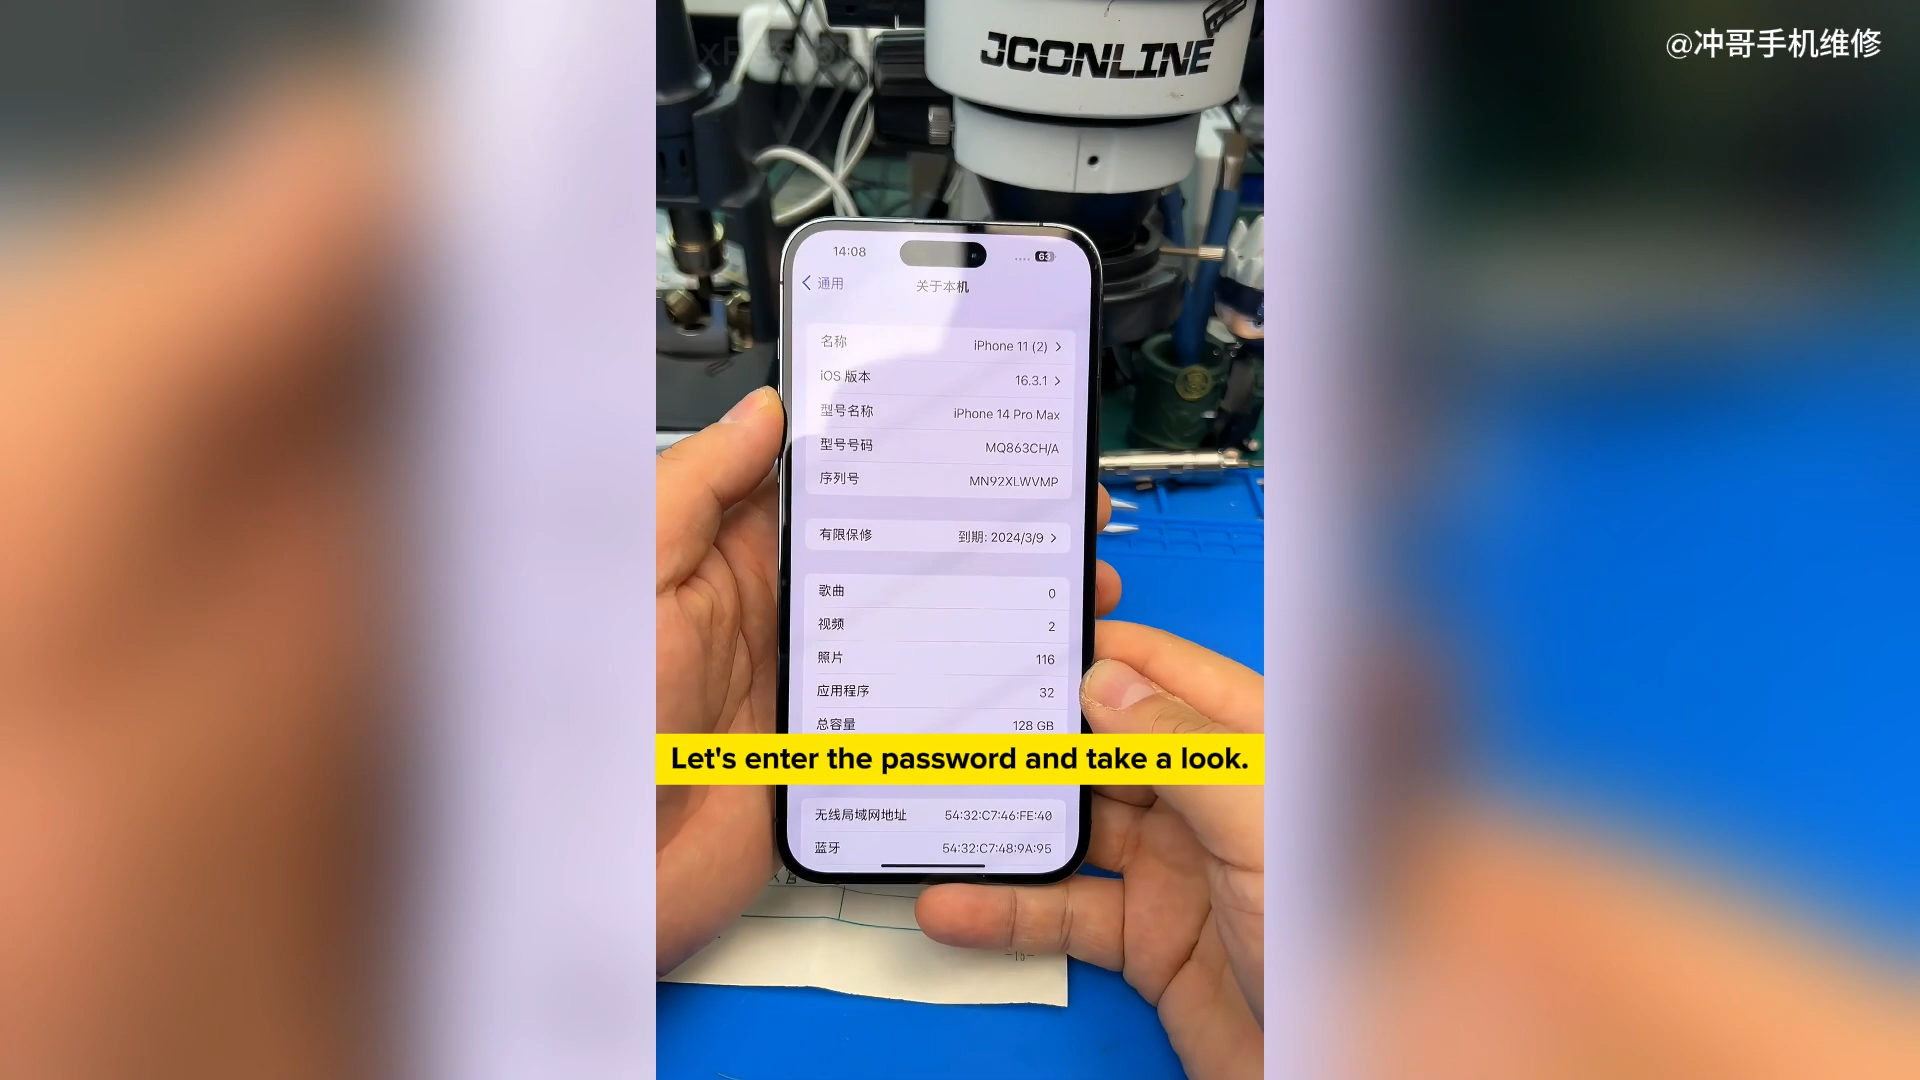 @冲哥手机维修
JCONLINE
14:08
63
通用
关于本机
名称 iPhone 11 (2)
iOS 版本 16.3.1
型号名称 iPhone 14 Pro Max
型号号码 MQ863CH/A
序列号 MN92XLWVMP
有限保修 到期: 2024/3/9
歌曲 0
视频 2
照片 116
应用程序 32
总容量 128 GB
Let's enter the password and take a look.
无线局域网地址 54:32:C7:46:FE:40
蓝牙 54:32:C7:48:9A:95
-15-